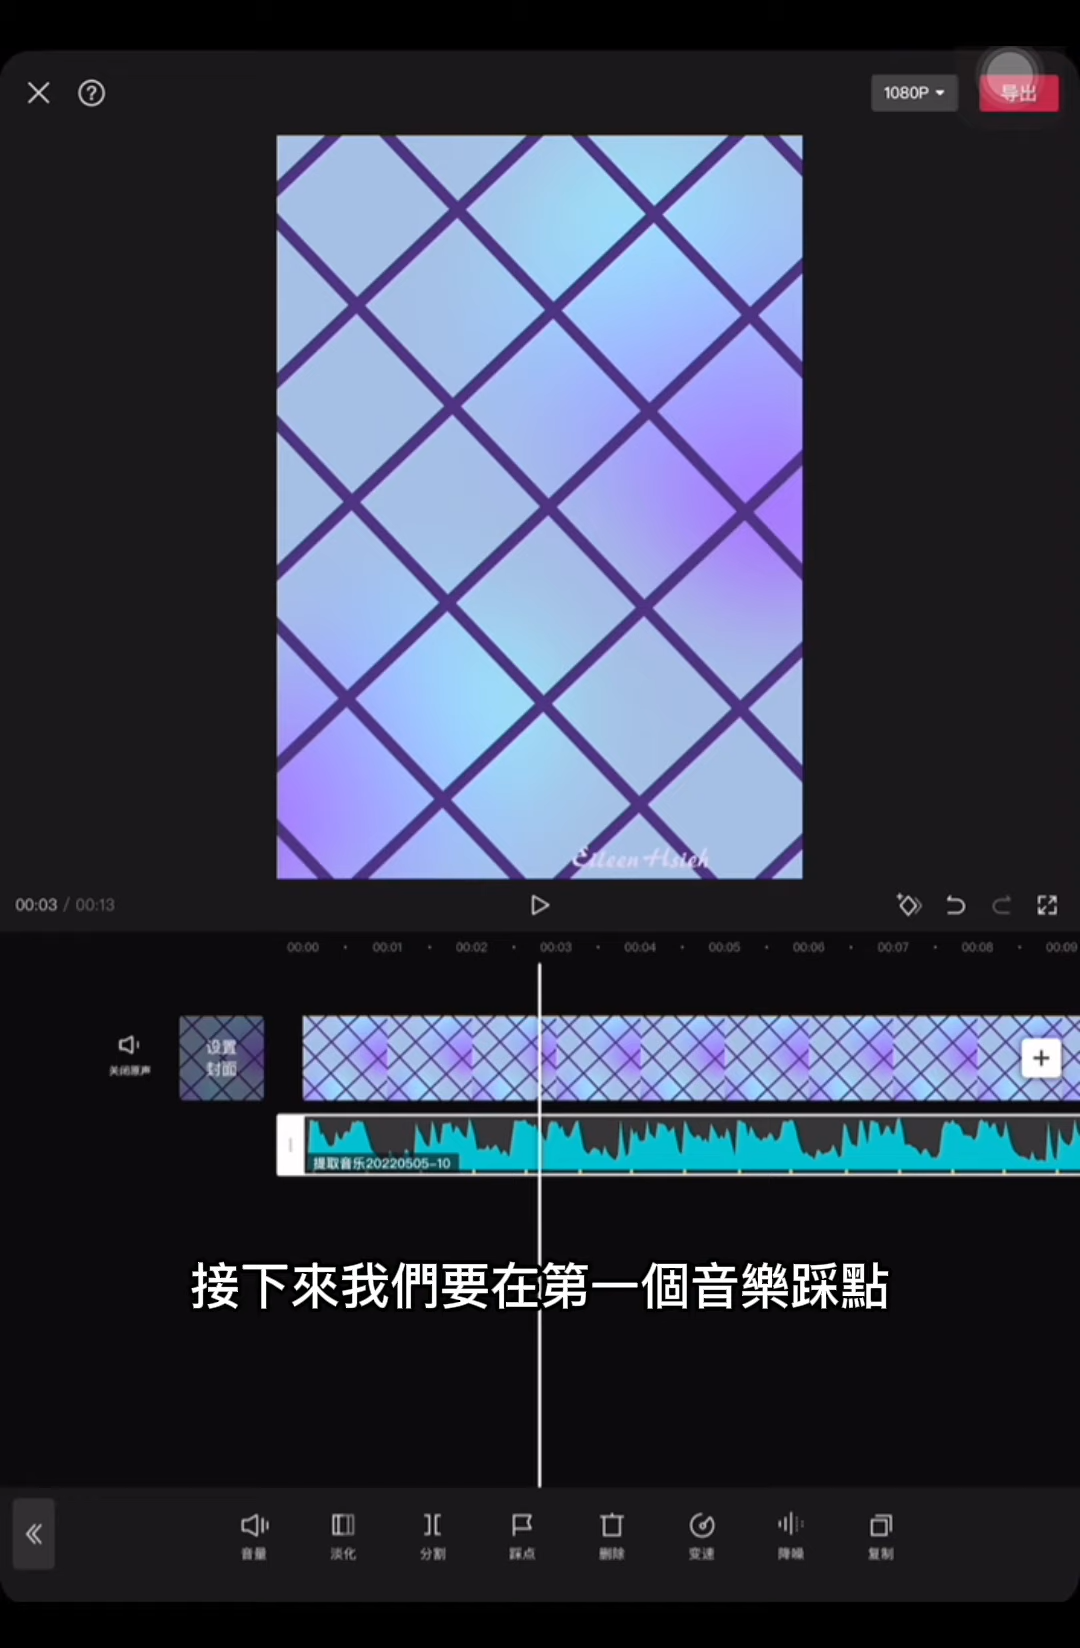 1080P
导出
Eileen Hsieh
00:03 / 00:13
00:00 00:01 00:02 00:03 00:04 00:05 00:06 00:07 00:08 00:09
关闭原声
设置
封面
提取音乐20220505-10
接下來我們要在第一個音樂踩點
音量 淡化 分割 踩点 删除 变速 降噪 复制